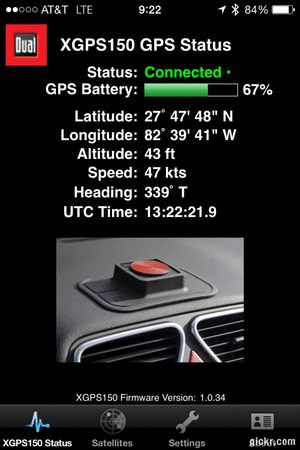 AT&T LTE 9:22 84%
Dual XGPS150 GPS Status
Status: Connected
GPS Battery: 67%
Latitude: 27° 47' 48" N
Longitude: 82° 39' 41" W
Altitude: 43 ft
Speed: 47 kts
Heading: 339° T
UTC Time: 13:22:21.9
XGPS150 Firmware Version: 1.0.34
XGPS150 Status Satellites Settings
gickr.com